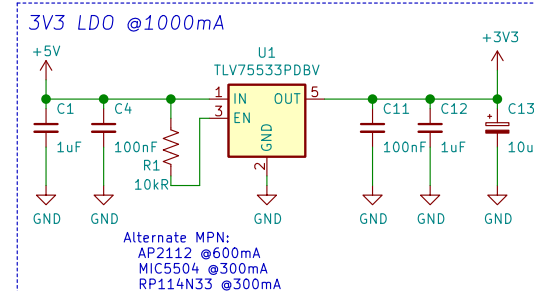 3V3 LDO @1000mA
+5V
U1
TLV75533PDBV
+3V3
1 IN OUT 5
3 EN
GND
2
C1
1uF
C4
100nF
R1
10kR
C11
100nF
C12
1uF
C13
+
10u
GND GND GND GND GND GND
Alternate MPN:
AP2112 @600mA
MIC5504 @300mA
RP114N33 @300mA